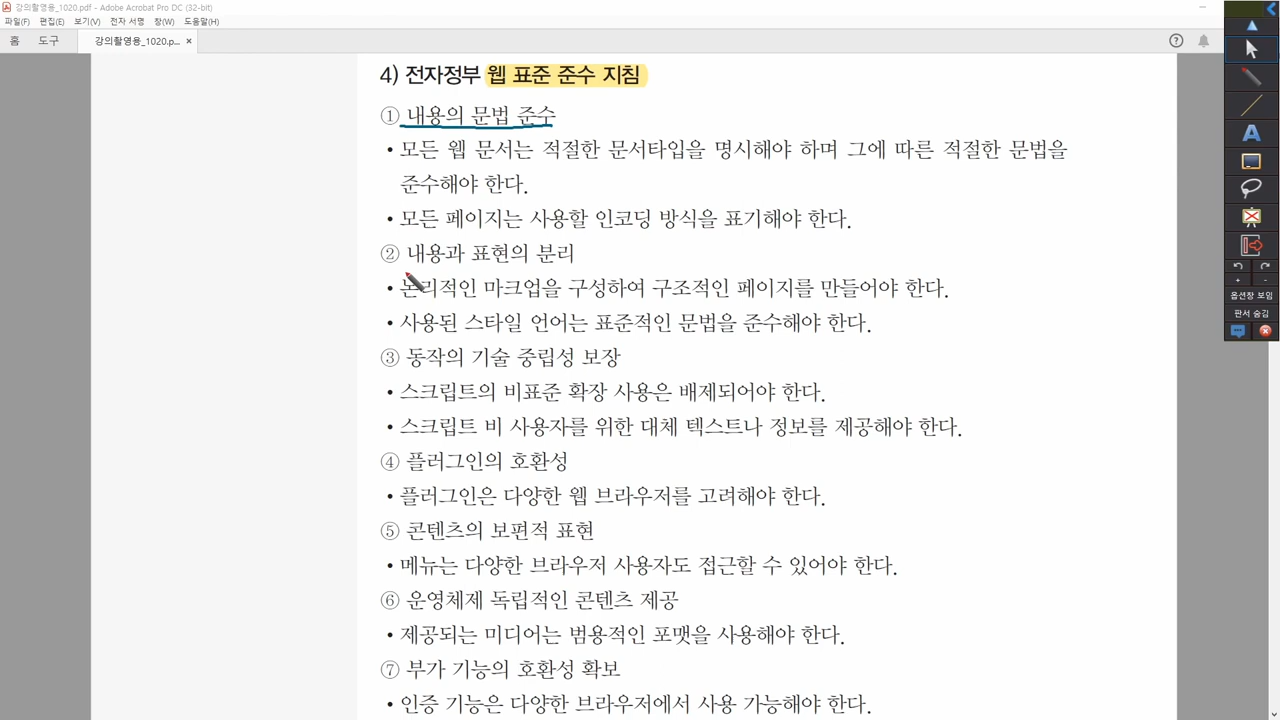 강의촬영용_1020.pdf - Adobe Acrobat Pro DC (32-bit)
파일(F) 편집(E) 보기(V) 전자 서명 창(W) 도움말(H)
홈 도구 강의촬영용_1020.p... ×
4) 전자정부 웹 표준 준수 지침
① 내용의 문법 준수
• 모든 웹 문서는 적절한 문서타입을 명시해야 하며 그에 따른 적절한 문법을
준수해야 한다.
• 모든 페이지는 사용할 인코딩 방식을 표기해야 한다.
② 내용과 표현의 분리
• 논리적인 마크업을 구성하여 구조적인 페이지를 만들어야 한다.
• 사용된 스타일 언어는 표준적인 문법을 준수해야 한다.
③ 동작의 기술 중립성 보장
• 스크립트의 비표준 확장 사용은 배제되어야 한다.
• 스크립트 비 사용자를 위한 대체 텍스트나 정보를 제공해야 한다.
④ 플러그인의 호환성
• 플러그인은 다양한 웹 브라우저를 고려해야 한다.
⑤ 콘텐츠의 보편적 표현
• 메뉴는 다양한 브라우저 사용자도 접근할 수 있어야 한다.
⑥ 운영체제 독립적인 콘텐츠 제공
• 제공되는 미디어는 범용적인 포맷을 사용해야 한다.
⑦ 부가 기능의 호환성 확보
• 인증 기능은 다양한 브라우저에서 사용 가능해야 한다.
A
옵션창 보임
판서 숨김